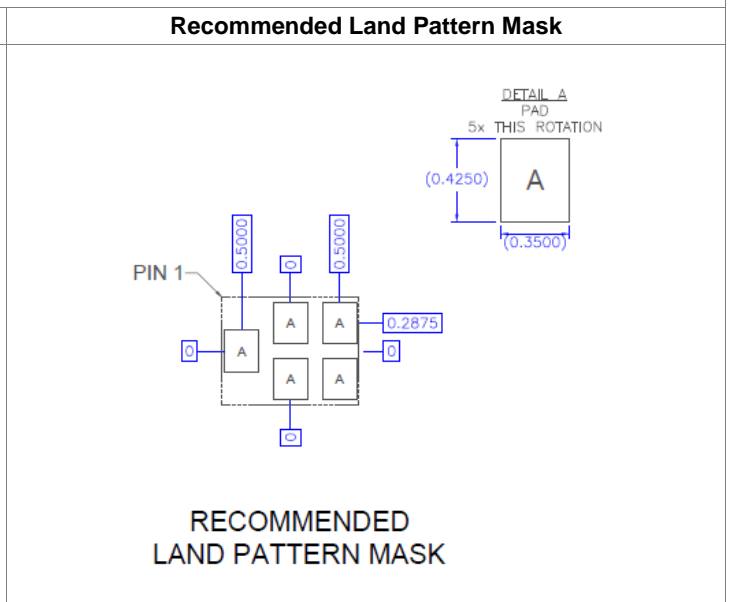 Recommended Land Pattern Mask
DETAIL A
PAD
5x THIS ROTATION
(0.4250)
A
(0.3500)
0.5000
0.5000
0
PIN 1
A
A
0.2875
0
A
0
A
A
0
RECOMMENDED
LAND PATTERN MASK